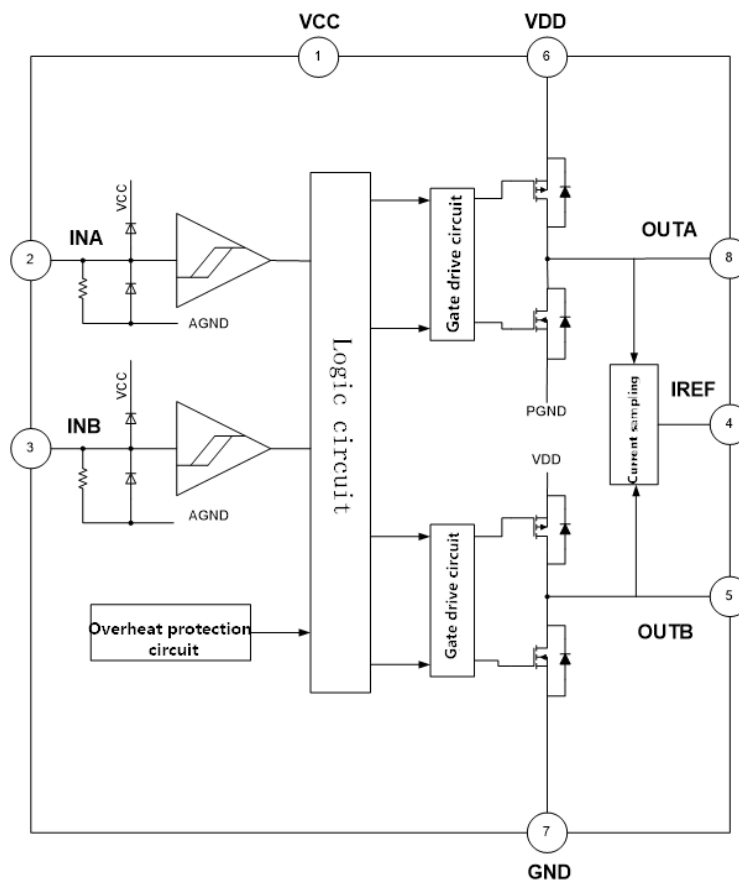 VCC
VDD
1
6
VCC
INA
2
AGND
Gate drive circuit
OUTA
8
Logic circuit
VCC
INB
3
AGND
PGND
Current sampling
IREF
4
VDD
Gate drive circuit
5
OUTB
Overheat protection
circuit
7
GND